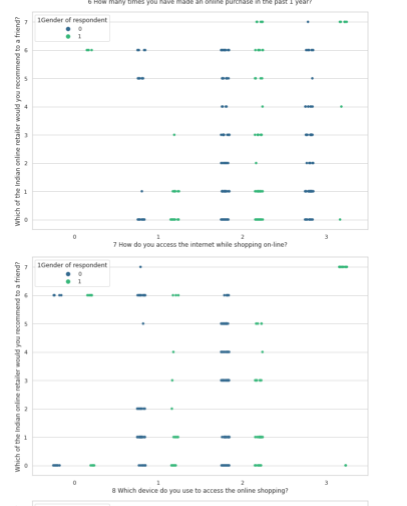 6 How many times you have made an online purchase in the past 1 year?
Which of the Indian online retailer would you recommend to a friend?
1Gender of respondent
0
1
7
6
5
4
3
2
1
0
0 1 2 3
7 How do you access the internet while shopping on-line?
Which of the Indian online retailer would you recommend to a friend?
1Gender of respondent
0
1
7
6
5
4
3
2
1
0
0 1 2 3
8 Which device do you use to access the online shopping?